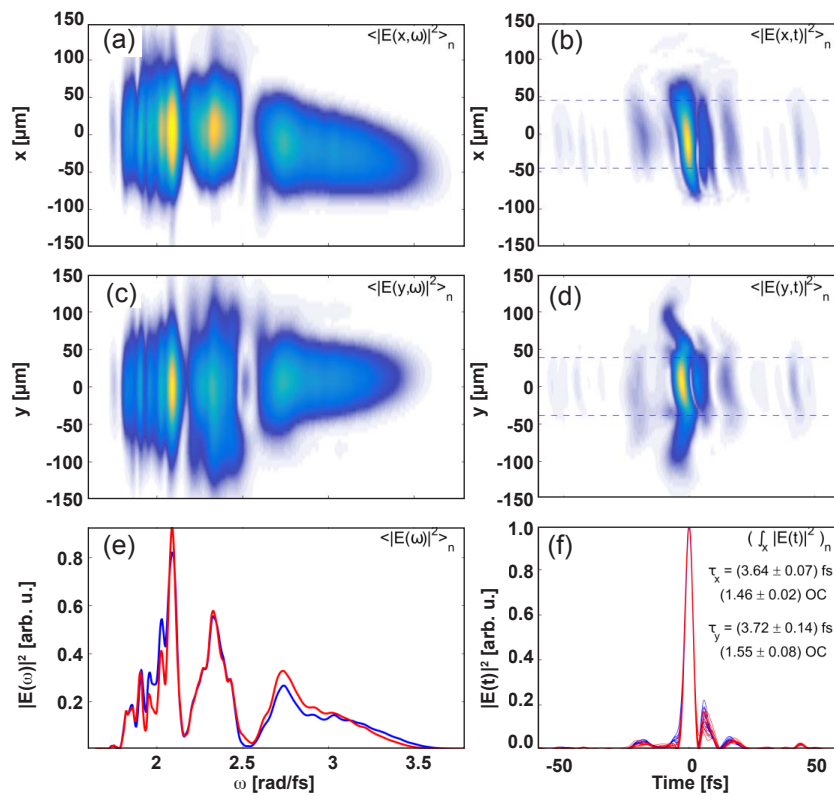 (a)
<|E(x,ω)|²>n
150
100
50
0
-50
-100
-150
x [µm]
(b)
<|E(x,t)|²>n
150
100
50
0
-50
-100
-150
x [µm]
(c)
<|E(y,ω)|²>n
150
100
50
0
-50
-100
-150
y [µm]
(d)
<|E(y,t)|²>n
150
100
50
0
-50
-100
-150
y [µm]
(e)
<|E(ω)|²>n
0.8
0.6
0.4
0.2
|E(ω)|² [arb. u.]
2 2.5 3 3.5
ω [rad/fs]
(f)
( ∫x |E(t)|² )n
τx = (3.64 ± 0.07) fs
(1.46 ± 0.02) OC
τy = (3.72 ± 0.14) fs
(1.55 ± 0.08) OC
1.0
0.8
0.6
0.4
0.2
0.0
|E(t)|² [arb. u.]
-50 0 50
Time [fs]